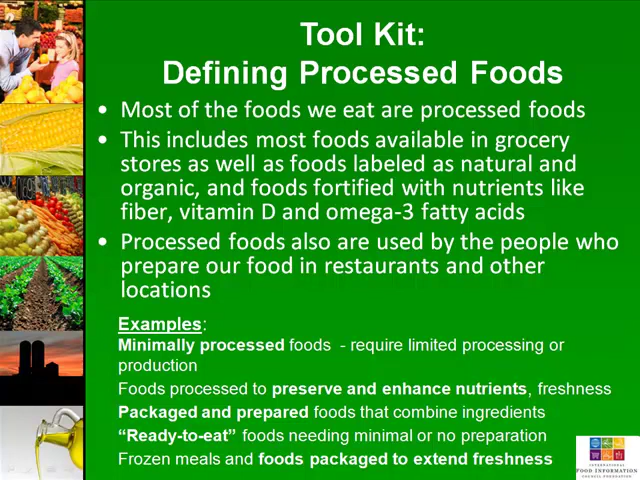 Tool Kit:
Defining Processed Foods
• Most of the foods we eat are processed foods
• This includes most foods available in grocery
stores as well as foods labeled as natural and
organic, and foods fortified with nutrients like
fiber, vitamin D and omega-3 fatty acids
• Processed foods also are used by the people who
prepare our food in restaurants and other
locations
Examples:
Minimally processed foods - require limited processing or
production
Foods processed to preserve and enhance nutrients, freshness
Packaged and prepared foods that combine ingredients
“Ready-to-eat” foods needing minimal or no preparation
Frozen meals and foods packaged to extend freshness
INTERNATIONAL
FOOD INFORMATION
COUNCIL FOUNDATION